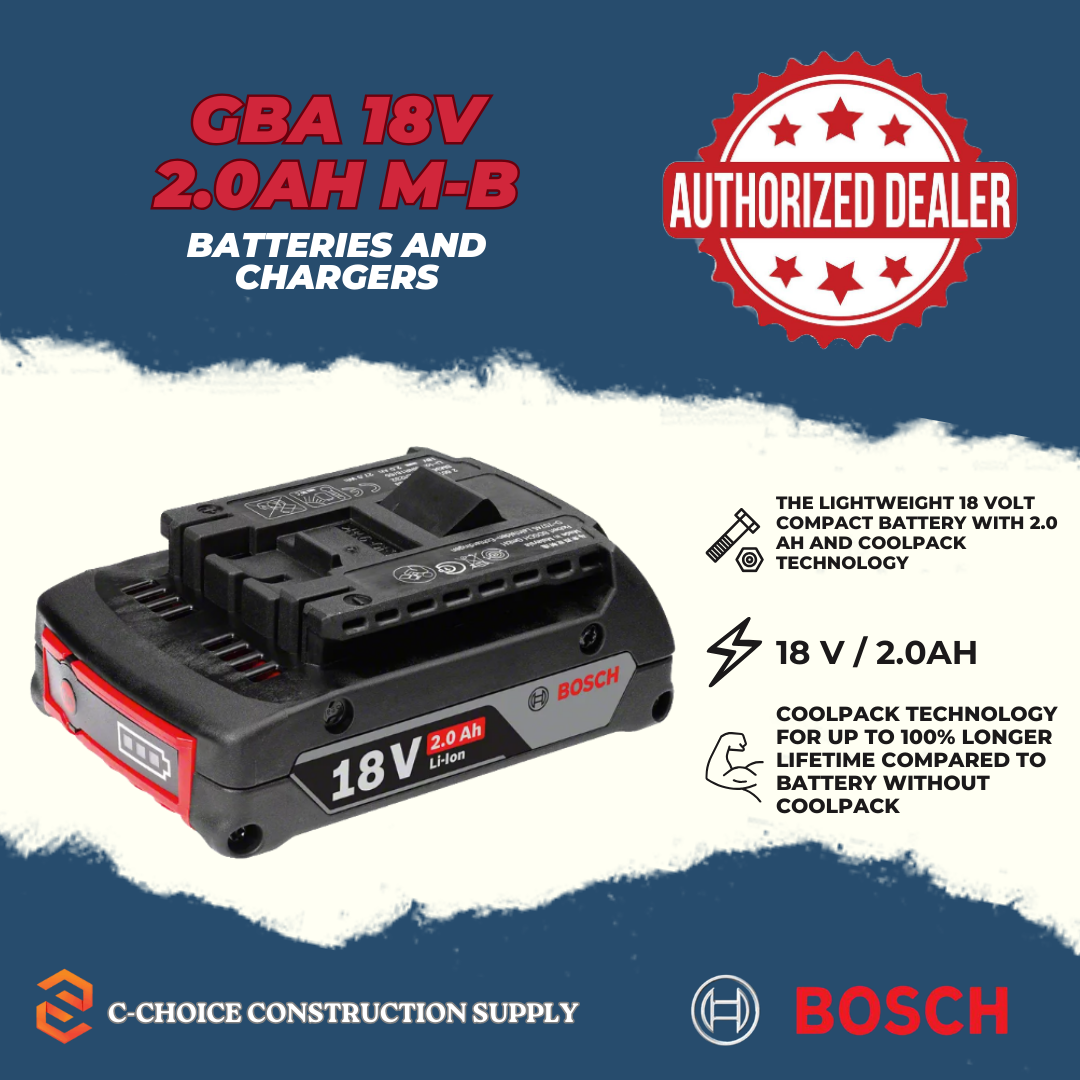 GBA 18V
2.0AH M-B
BATTERIES AND
CHARGERS
AUTHORIZED DEALER
THE LIGHTWEIGHT 18 VOLT
COMPACT BATTERY WITH 2.0
AH AND COOLPACK
TECHNOLOGY
18 V / 2.0AH
COOLPACK TECHNOLOGY
FOR UP TO 100% LONGER
LIFETIME COMPARED TO
BATTERY WITHOUT
COOLPACK
BOSCH
18V 2.0 Ah
Li-Ion
C-CHOICE CONSTRUCTION SUPPLY
BOSCH